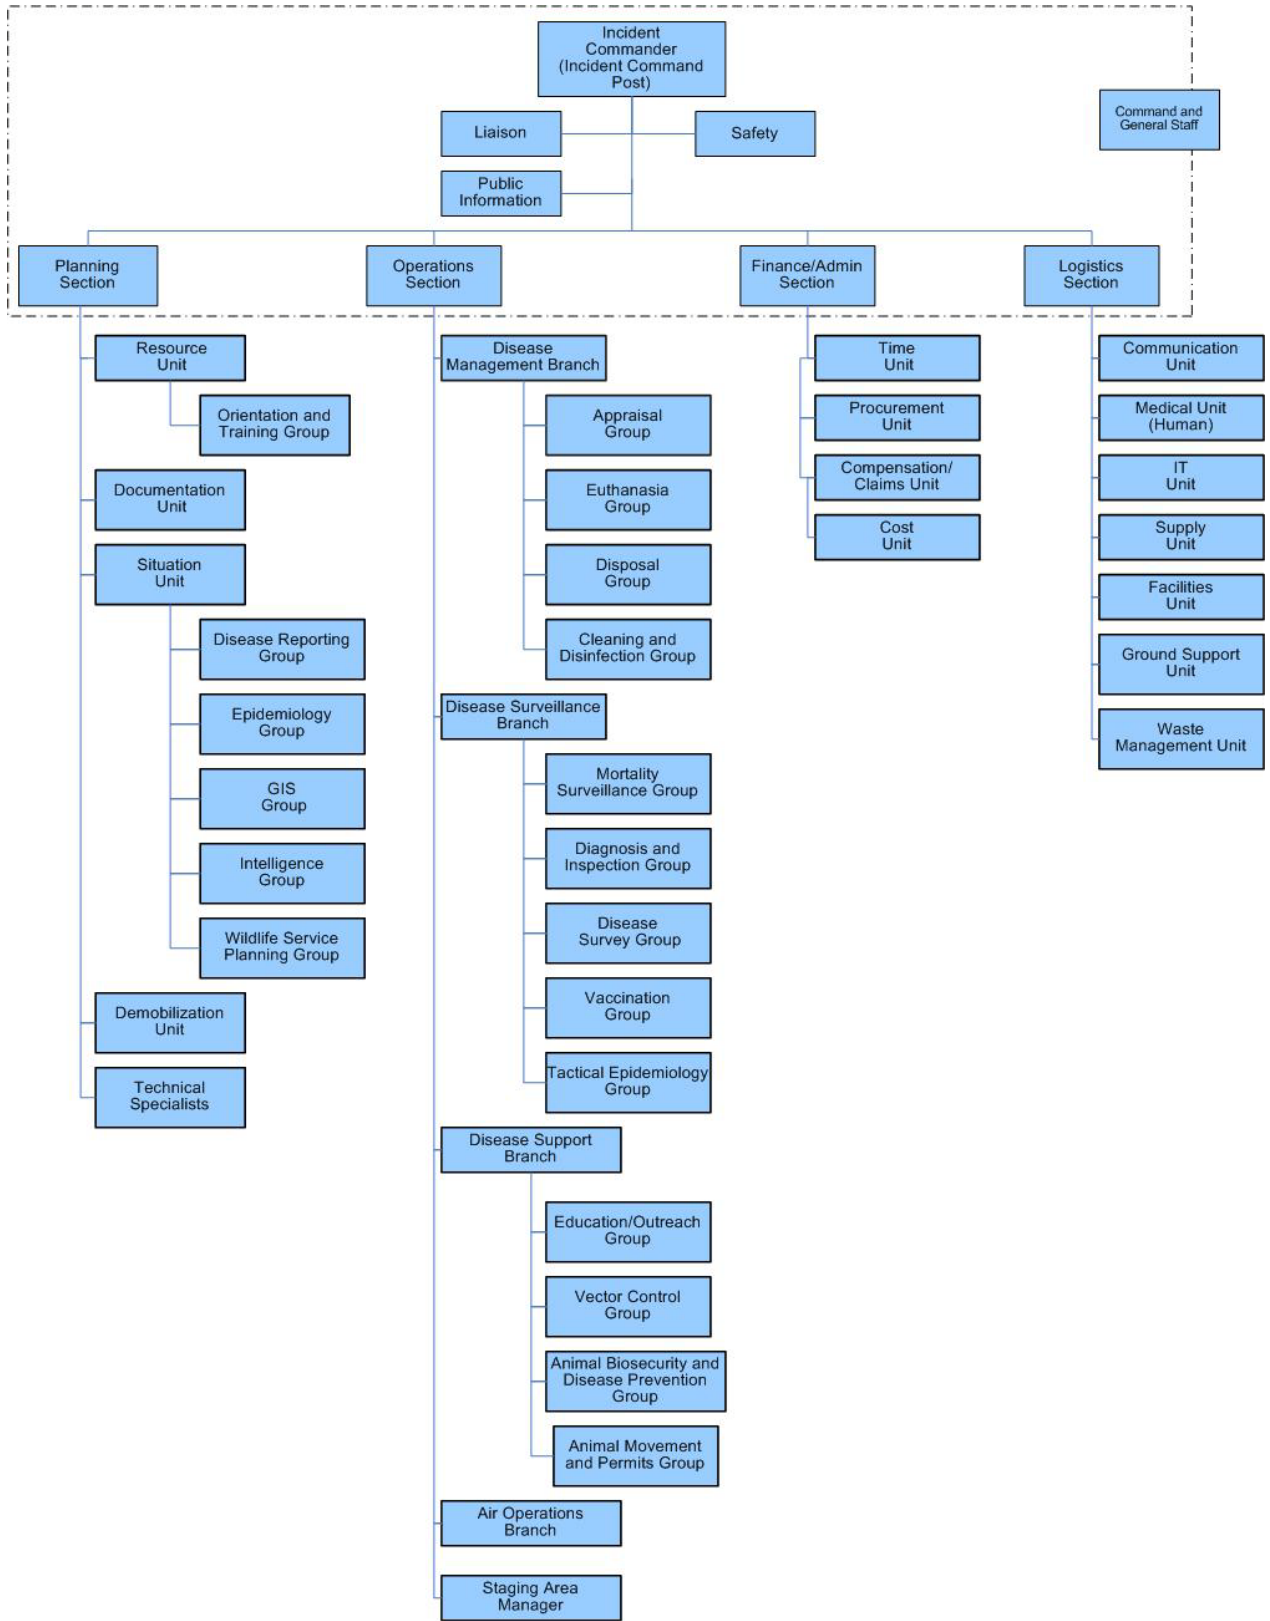 Incident
Commander
(Incident Command
Post)
Liaison
Safety
Command and
General Staff
Public
Information
Planning
Section
Operations
Section
Finance/Admin
Section
Logistics
Section
Resource
Unit
Orientation and
Training Group
Documentation
Unit
Situation
Unit
Disease Reporting
Group
Epidemiology
Group
GIS
Group
Intelligence
Group
Wildlife Service
Planning Group
Demobilization
Unit
Technical
Specialists
Disease
Management Branch
Appraisal
Group
Euthanasia
Group
Disposal
Group
Cleaning and
Disinfection Group
Disease Surveillance
Branch
Mortality
Surveillance Group
Diagnosis and
Inspection Group
Disease
Survey Group
Vaccination
Group
Tactical Epidemiology
Group
Disease Support
Branch
Education/Outreach
Group
Vector Control
Group
Animal Biosecurity and
Disease Prevention
Group
Animal Movement
and Permits Group
Air Operations
Branch
Staging Area
Manager
Time
Unit
Procurement
Unit
Compensation/
Claims Unit
Cost
Unit
Communication
Unit
Medical Unit
(Human)
IT
Unit
Supply
Unit
Facilities
Unit
Ground Support
Unit
Waste
Management Unit